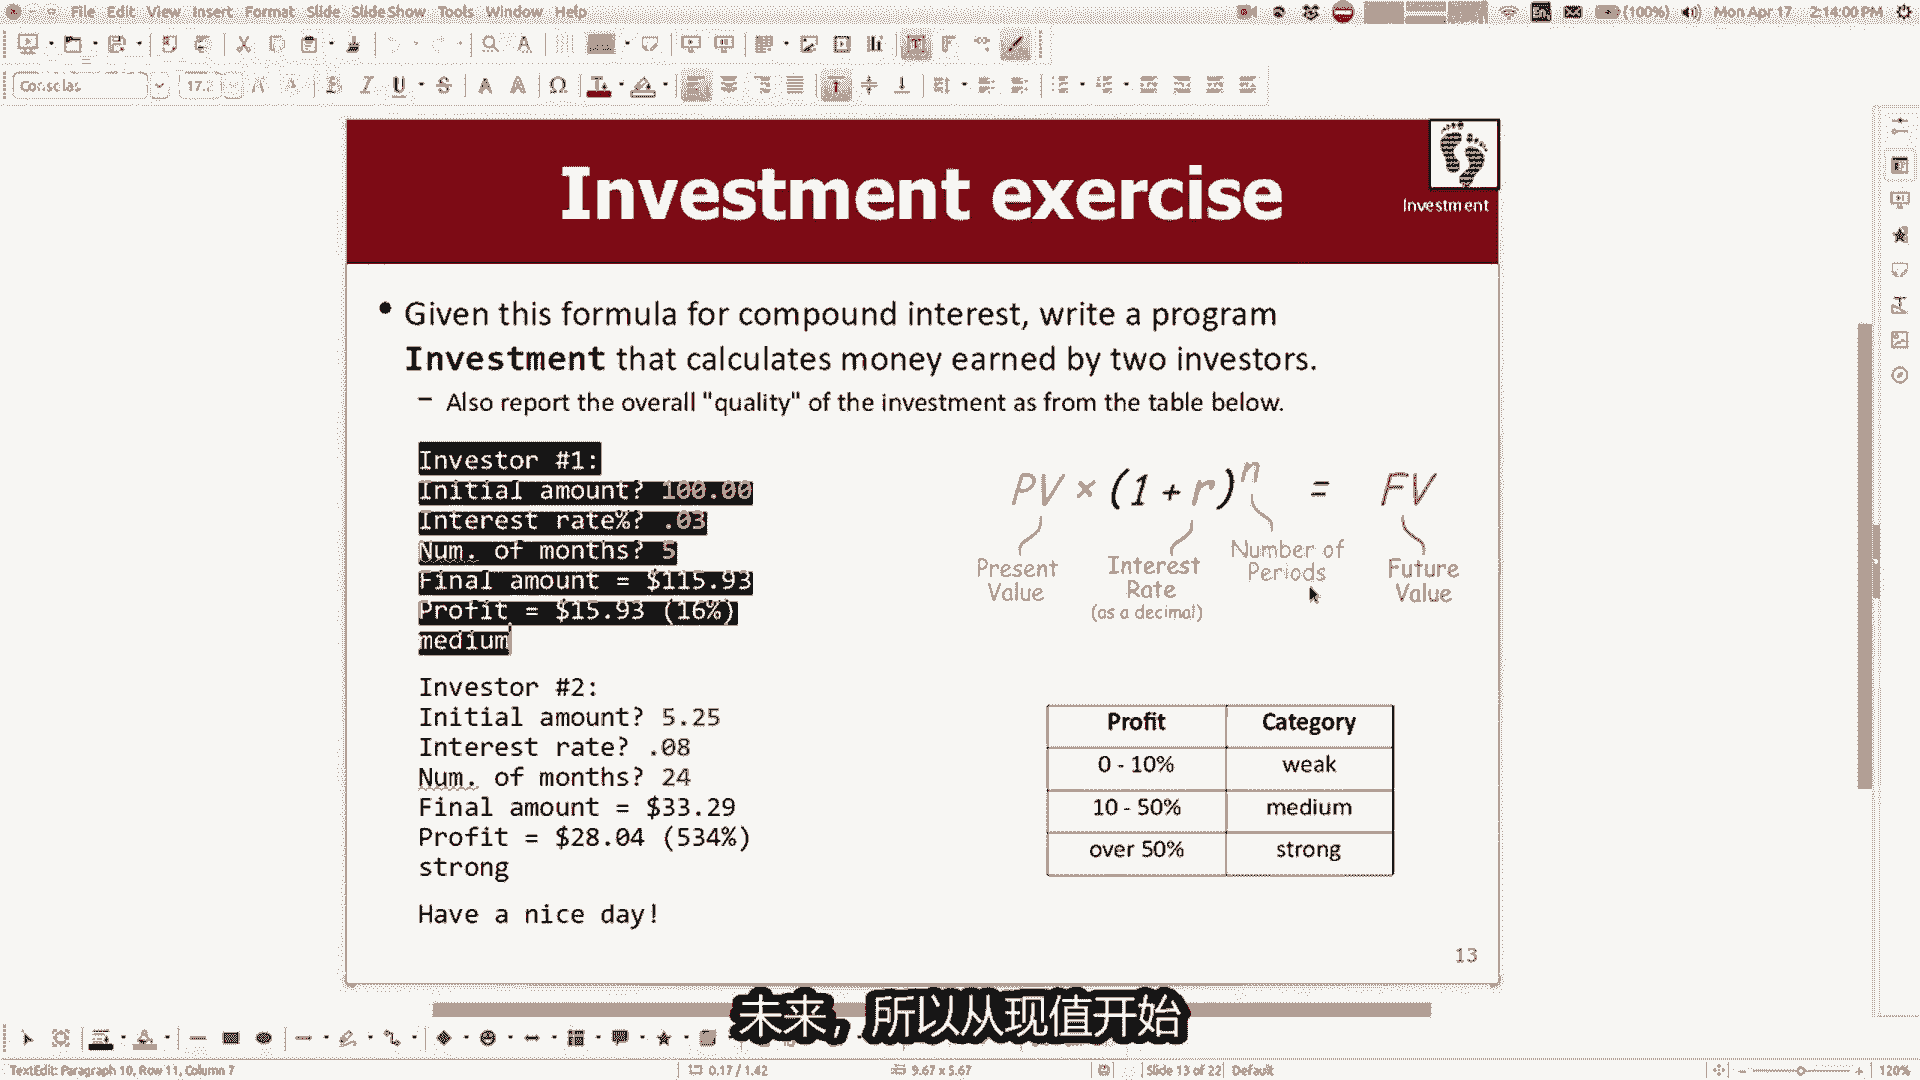 File Edit View Insert Format Slide Slide Show Tools Window Help
(100%) Mon Apr 17 2:14:00 PM
Consolas
Investment exercise
Investment
• Given this formula for compound interest, write a program
Investment that calculates money earned by two investors.
– Also report the overall "quality" of the investment as from the table below.
Investor #1:
Initial amount? 100.00
Interest rate%? .03
Num. of months? 5
Final amount = $115.93
Profit = $15.93 (16%)
medium
PV × (1 + r)^n = FV
Present Value
Interest Rate (as a decimal)
Number of Periods
Future Value
Investor #2:
Initial amount? 5.25
Interest rate? .08
Num. of months? 24
Final amount = $33.29
Profit = $28.04 (534%)
strong
Have a nice day!
Profit Category
0 - 10% weak
10 - 50% medium
over 50% strong
13
未来，所以从现值开始
TextEdit: Paragraph 10, Row 11, Column 7
0.17 / 1.42
9.67 x 5.67
Slide 13 of 22
Default
120%